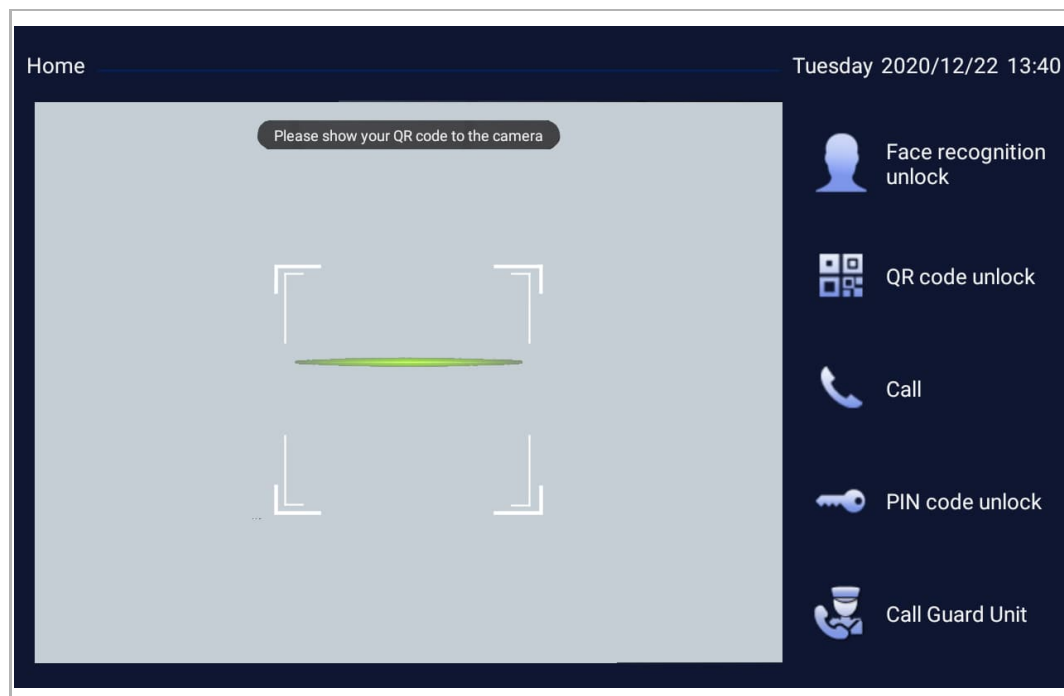 Home
Tuesday 2020/12/22 13:40
Please show your QR code to the camera
Face recognition
unlock
QR code unlock
Call
PIN code unlock
Call Guard Unit